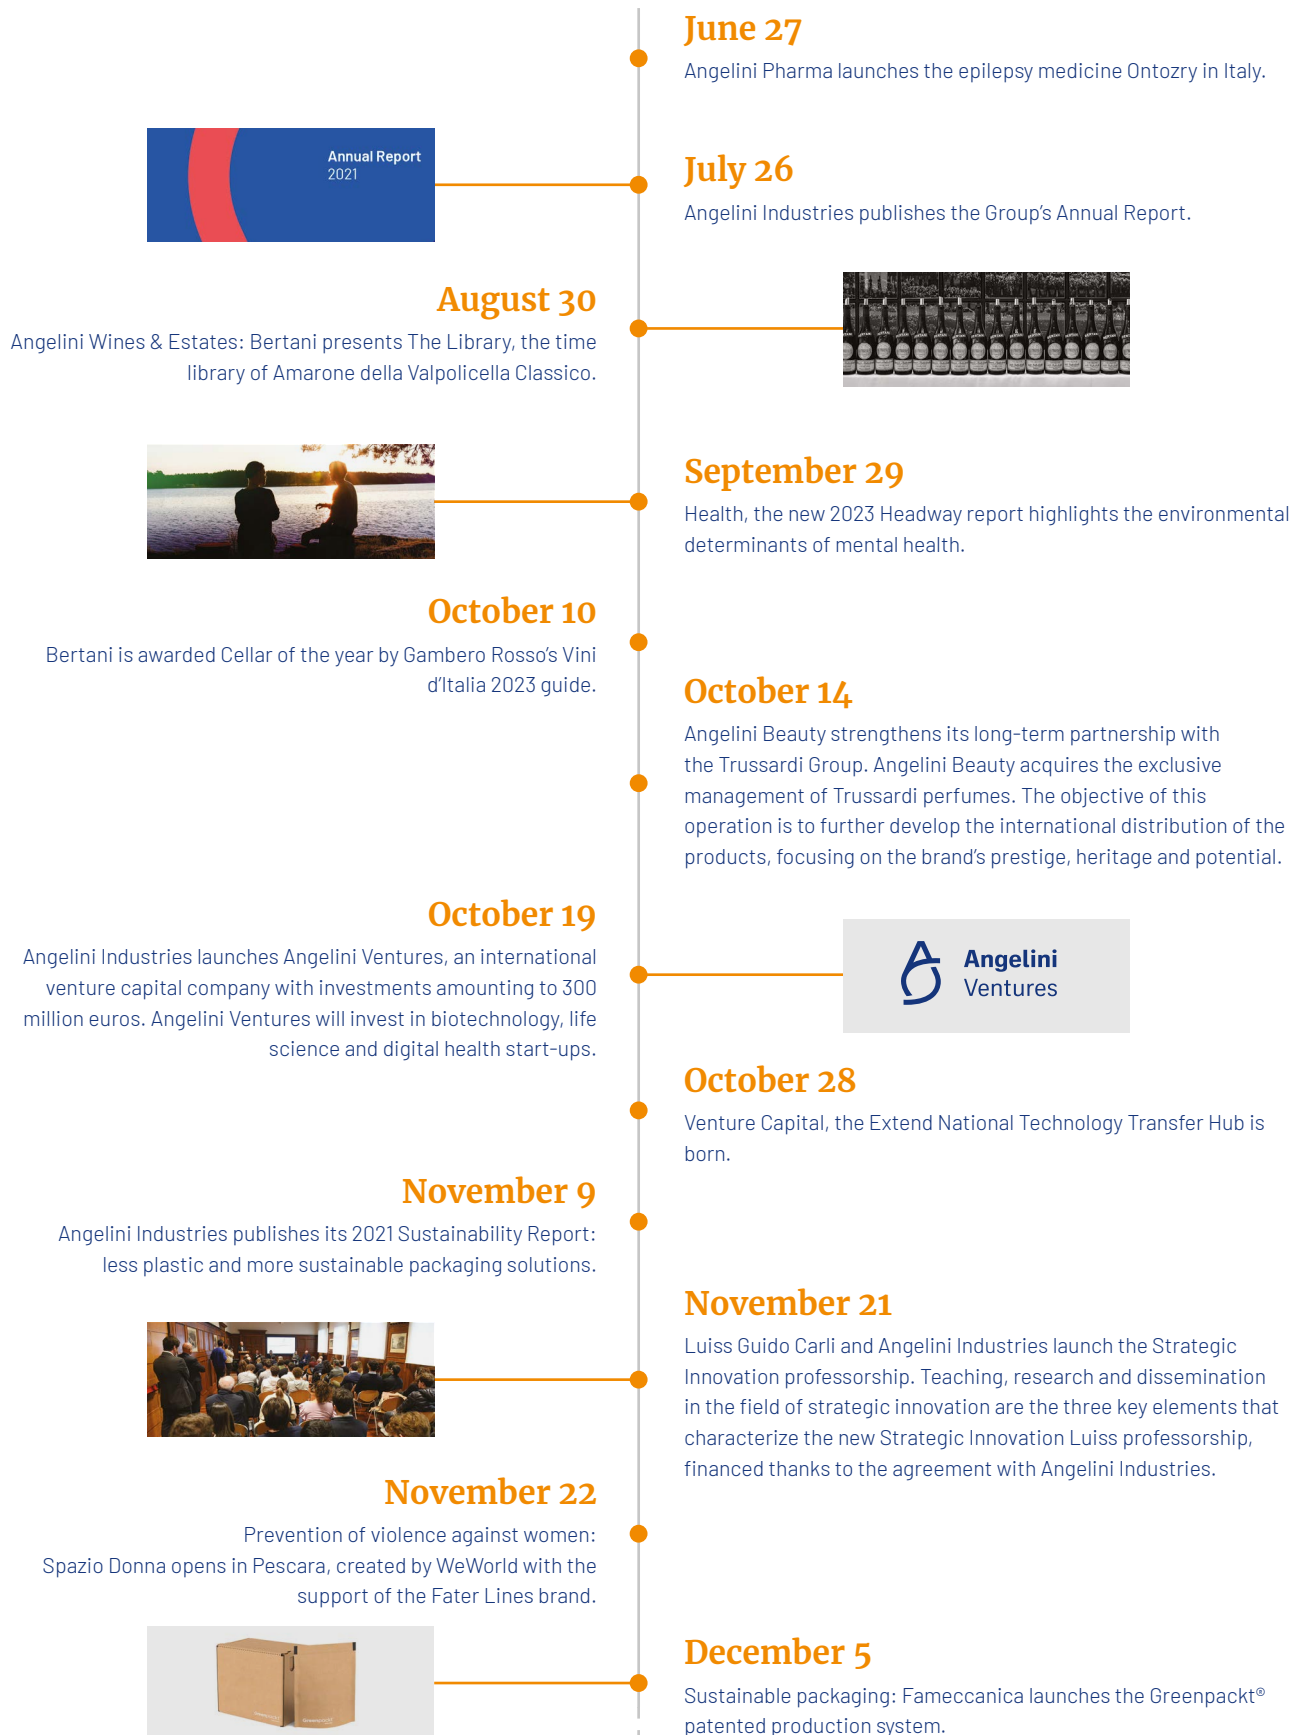 June 27
Angelini Pharma launches the epilepsy medicine Ontozry in Italy.
Annual Report
2021
July 26
Angelini Industries publishes the Group’s Annual Report.
August 30
Angelini Wines & Estates: Bertani presents The Library, the time
library of Amarone della Valpolicella Classico.
September 29
Health, the new 2023 Headway report highlights the environmental
determinants of mental health.
October 10
Bertani is awarded Cellar of the year by Gambero Rosso’s Vini
d’Italia 2023 guide.
October 14
Angelini Beauty strengthens its long-term partnership with
the Trussardi Group. Angelini Beauty acquires the exclusive
management of Trussardi perfumes. The objective of this
operation is to further develop the international distribution of the
products, focusing on the brand’s prestige, heritage and potential.
October 19
Angelini Industries launches Angelini Ventures, an international
venture capital company with investments amounting to 300
million euros. Angelini Ventures will invest in biotechnology, life
science and digital health start-ups.
Angelini
Ventures
October 28
Venture Capital, the Extend National Technology Transfer Hub is
born.
November 9
Angelini Industries publishes its 2021 Sustainability Report:
less plastic and more sustainable packaging solutions.
November 21
Luiss Guido Carli and Angelini Industries launch the Strategic
Innovation professorship. Teaching, research and dissemination
in the field of strategic innovation are the three key elements that
characterize the new Strategic Innovation Luiss professorship,
financed thanks to the agreement with Angelini Industries.
November 22
Prevention of violence against women:
Spazio Donna opens in Pescara, created by WeWorld with the
support of the Fater Lines brand.
December 5
Sustainable packaging: Fameccanica launches the Greenpackt®
patented production system.